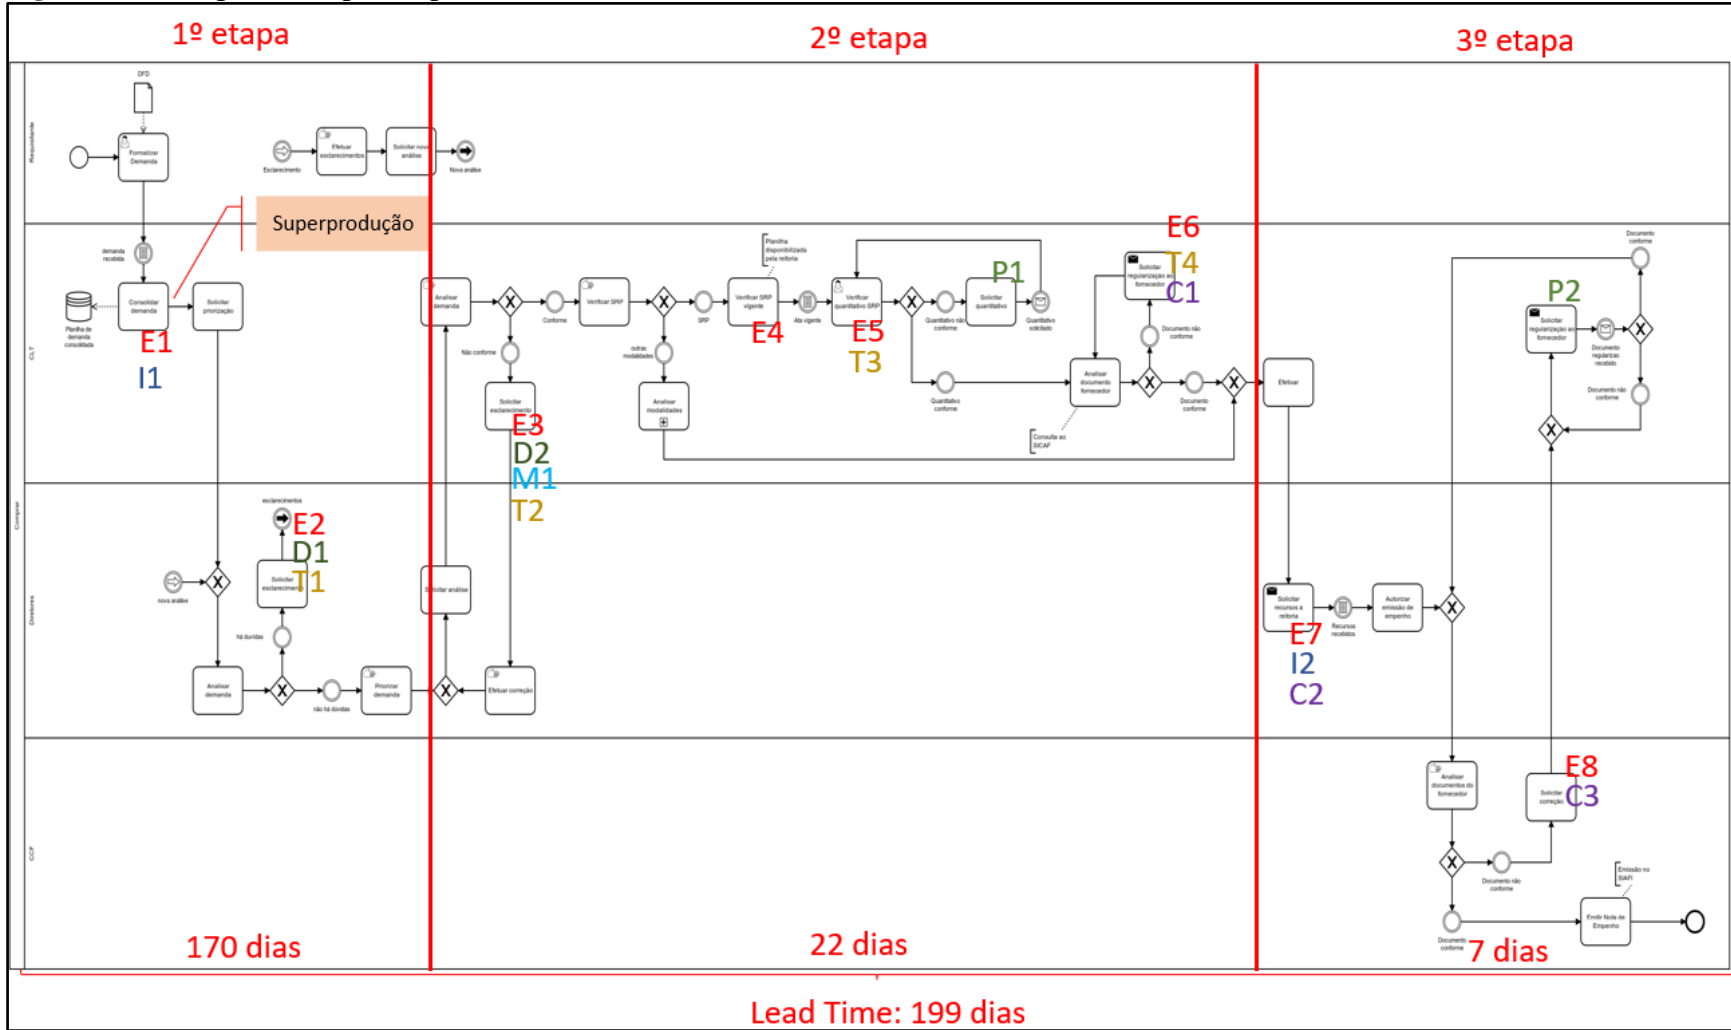 1º etapa
2º etapa
3º etapa
DFD
Requisitante
Formalizar
Demanda
Esclarecimento
Efetuar
esclarecimentos
Solicitar nova
análise
Nova análise
Superprodução
demanda
recebida
Consolidar
demanda
Solicitar
priorização
Planilha de
demanda
consolidada
E1
I1
CLT
Analisar
demanda
Conforme
Não conforme
Verificar SRP
SRP
outras
modalidades
Analisar
modalidades
Solicitar
esclarecimento
E3
D2
M1
T2
Planilha
disponibilizada
pela reitoria
Verificar SRP
vigente
E4
Ata vigente
Verificar
quantitativo SRP
E5
T3
Quantitativo não
conforme
Solicitar
quantitativo
P1
Quantitativo
solicitado
Quantitativo
conforme
E6
T4
C1
Solicitar
regularização ao
fornecedor
Documento não
conforme
Analisar
documento
fornecedor
Consulta ao
SICAF
Documento
conforme
Efetivar
Documento
conforme
P2
Solicitar
regularização ao
fornecedor
Documento
regularizao
recebido
Documento não
conforme
Comprar
Diretores
esclarecimentos
E2
D1
T1
Solicitar
esclarecimento
nova análise
há dúvidas
Analisar
demanda
não há dúvidas
Priorizar
demanda
Solicitar análise
Efetuar correção
Solicitar
recursos à
reitoria
E7
I2
C2
Recursos
recebidos
Autorizar
emissão de
empenho
CCF
Analisar
documentos do
fornecedor
Solicitar
correção
E8
C3
Documento não
conforme
Documento
conforme
Emissão no
SIAFI
Emitir Nota de
Empenho
170 dias
22 dias
7 dias
Lead Time: 199 dias